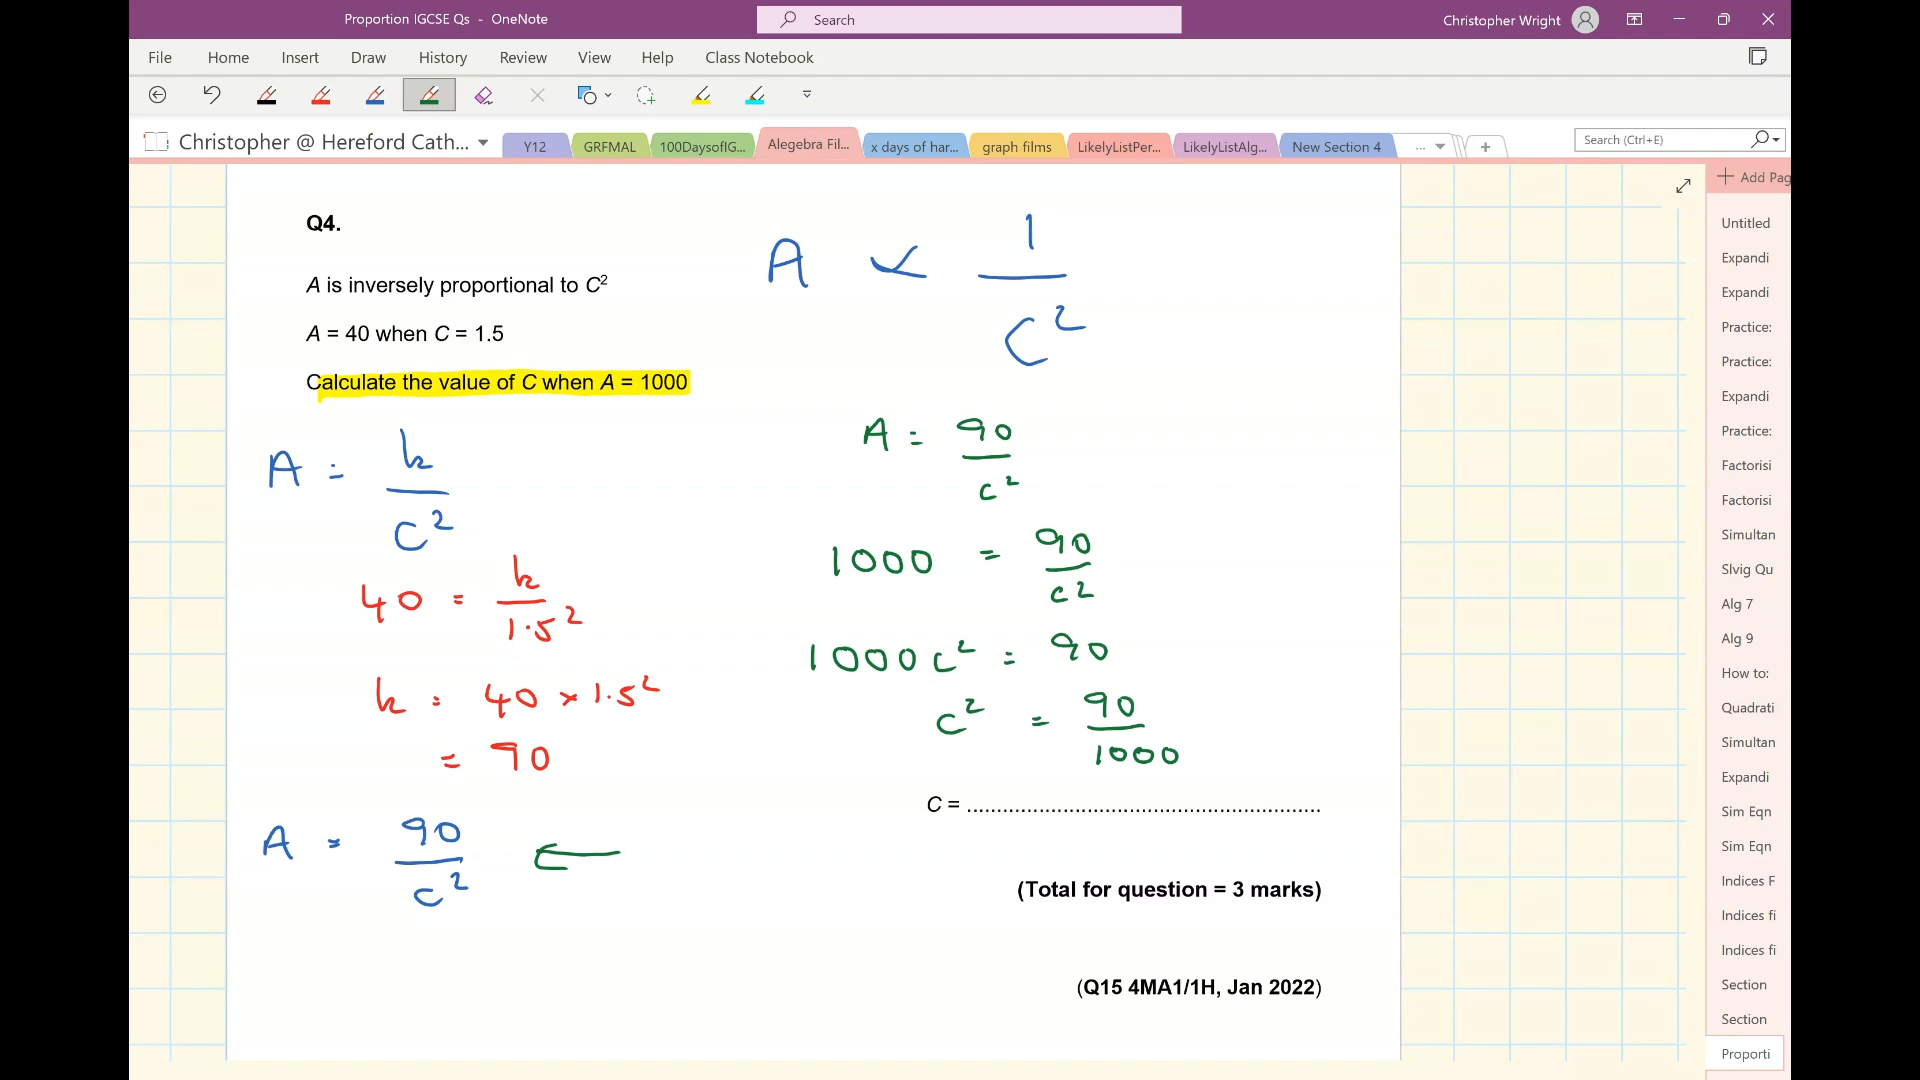 Proportion IGCSE Qs - OneNote
Search
Christopher Wright
File Home Insert Draw History Review View Help Class Notebook
Christopher @ Hereford Cath...
Y12
GRFMAL
100DaysofIG...
Alegebra Fil...
x days of har...
graph films
LikelyListPer...
LikelyListAlg...
New Section 4
...
+
Search (Ctrl+E)
+ Add Pag
Untitled
Expandi
Expandi
Practice:
Practice:
Expandi
Practice:
Factorisi
Factorisi
Simultan
Slvig Qu
Alg 7
Alg 9
How to:
Quadrati
Simultan
Expandi
Sim Eqn
Sim Eqn
Indices F
Indices fi
Indices fi
Section
Section
Proporti
Q4.
A is inversely proportional to C²
A = 40 when C = 1.5
Calculate the value of C when A = 1000
A ∝ 1/C²
A = k/C²
40 = k/1.5²
k = 40 × 1.5²
= 90
A = 90/C²
A = 90/C²
1000 = 90/C²
1000C² = 90
C² = 90/1000
C = ............................................................
(Total for question = 3 marks)
(Q15 4MA1/1H, Jan 2022)